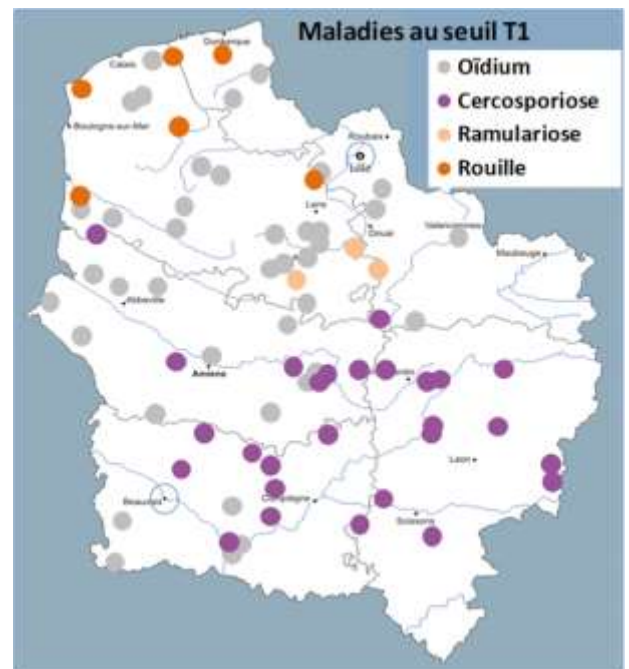 Maladies au seuil T1
Oïdium
Cercosporiose
Ramulariose
Rouille
Dunkerque
Calais
Boulogne-sur-Mer
Roubaix
Lille
Lens
Douai
Valenciennes
Maubeuge
Abbeville
Amiens
Laon
Beauvais
Compiègne
Soissons